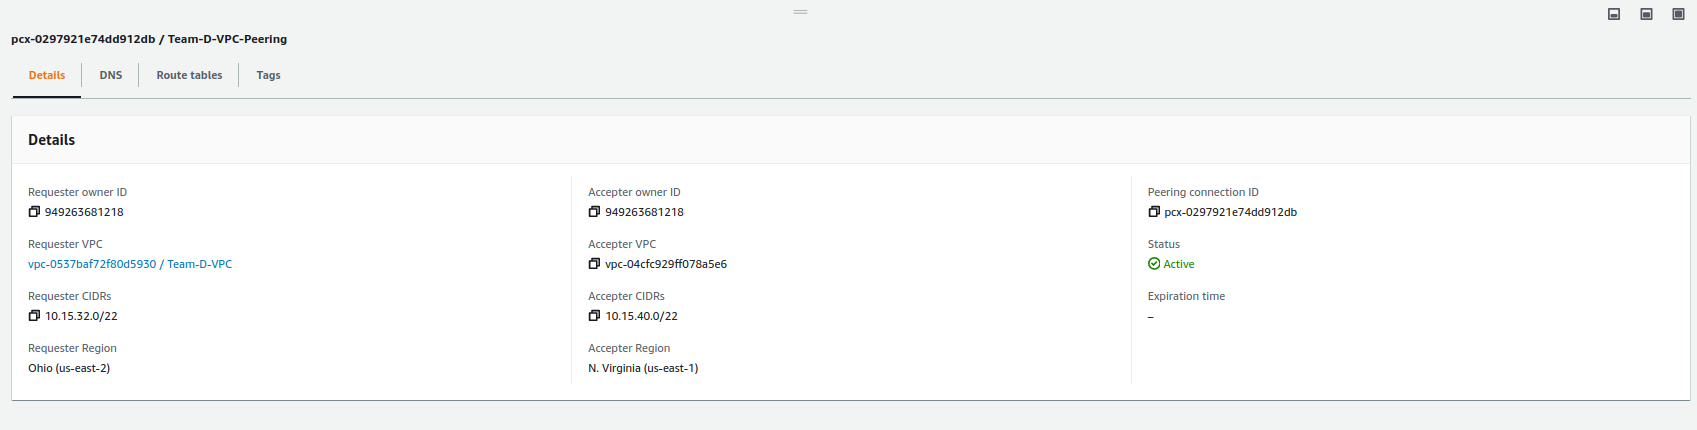 pcx-0297921e74dd912db / Team-D-VPC-Peering
Details
DNS
Route tables
Tags
Details
Requester owner ID
949263681218
Requester VPC
vpc-0537baf72f80d5930 / Team-D-VPC
Requester CIDRs
10.15.32.0/22
Requester Region
Ohio (us-east-2)
Accepter owner ID
949263681218
Accepter VPC
vpc-04cfc929ff078a5e6
Accepter CIDRs
10.15.40.0/22
Accepter Region
N. Virginia (us-east-1)
Peering connection ID
pcx-0297921e74dd912db
Status
Active
Expiration time
–